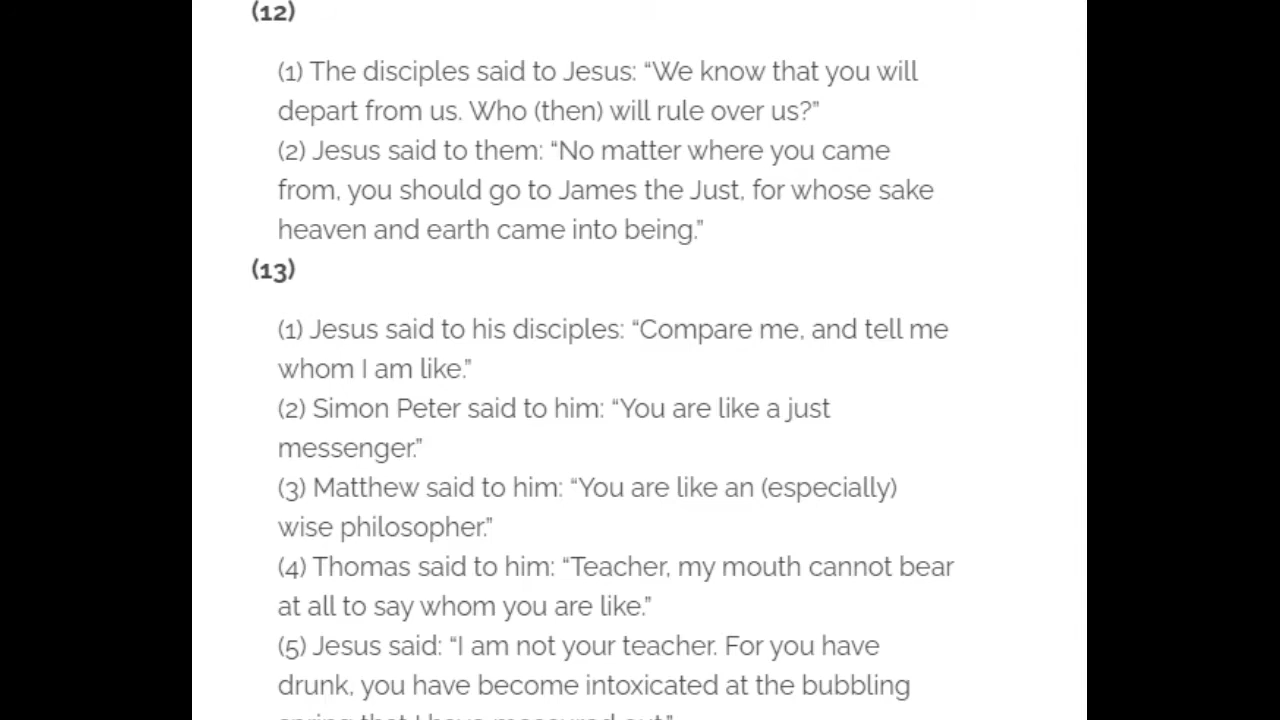 (12)
(1) The disciples said to Jesus: “We know that you will
depart from us. Who (then) will rule over us?”
(2) Jesus said to them: “No matter where you came
from, you should go to James the Just, for whose sake
heaven and earth came into being.”
(13)
(1) Jesus said to his disciples: “Compare me, and tell me
whom I am like.”
(2) Simon Peter said to him: “You are like a just
messenger.”
(3) Matthew said to him: “You are like an (especially)
wise philosopher.”
(4) Thomas said to him: “Teacher, my mouth cannot bear
at all to say whom you are like.”
(5) Jesus said: “I am not your teacher. For you have
drunk, you have become intoxicated at the bubbling
spring that I have measured out.”